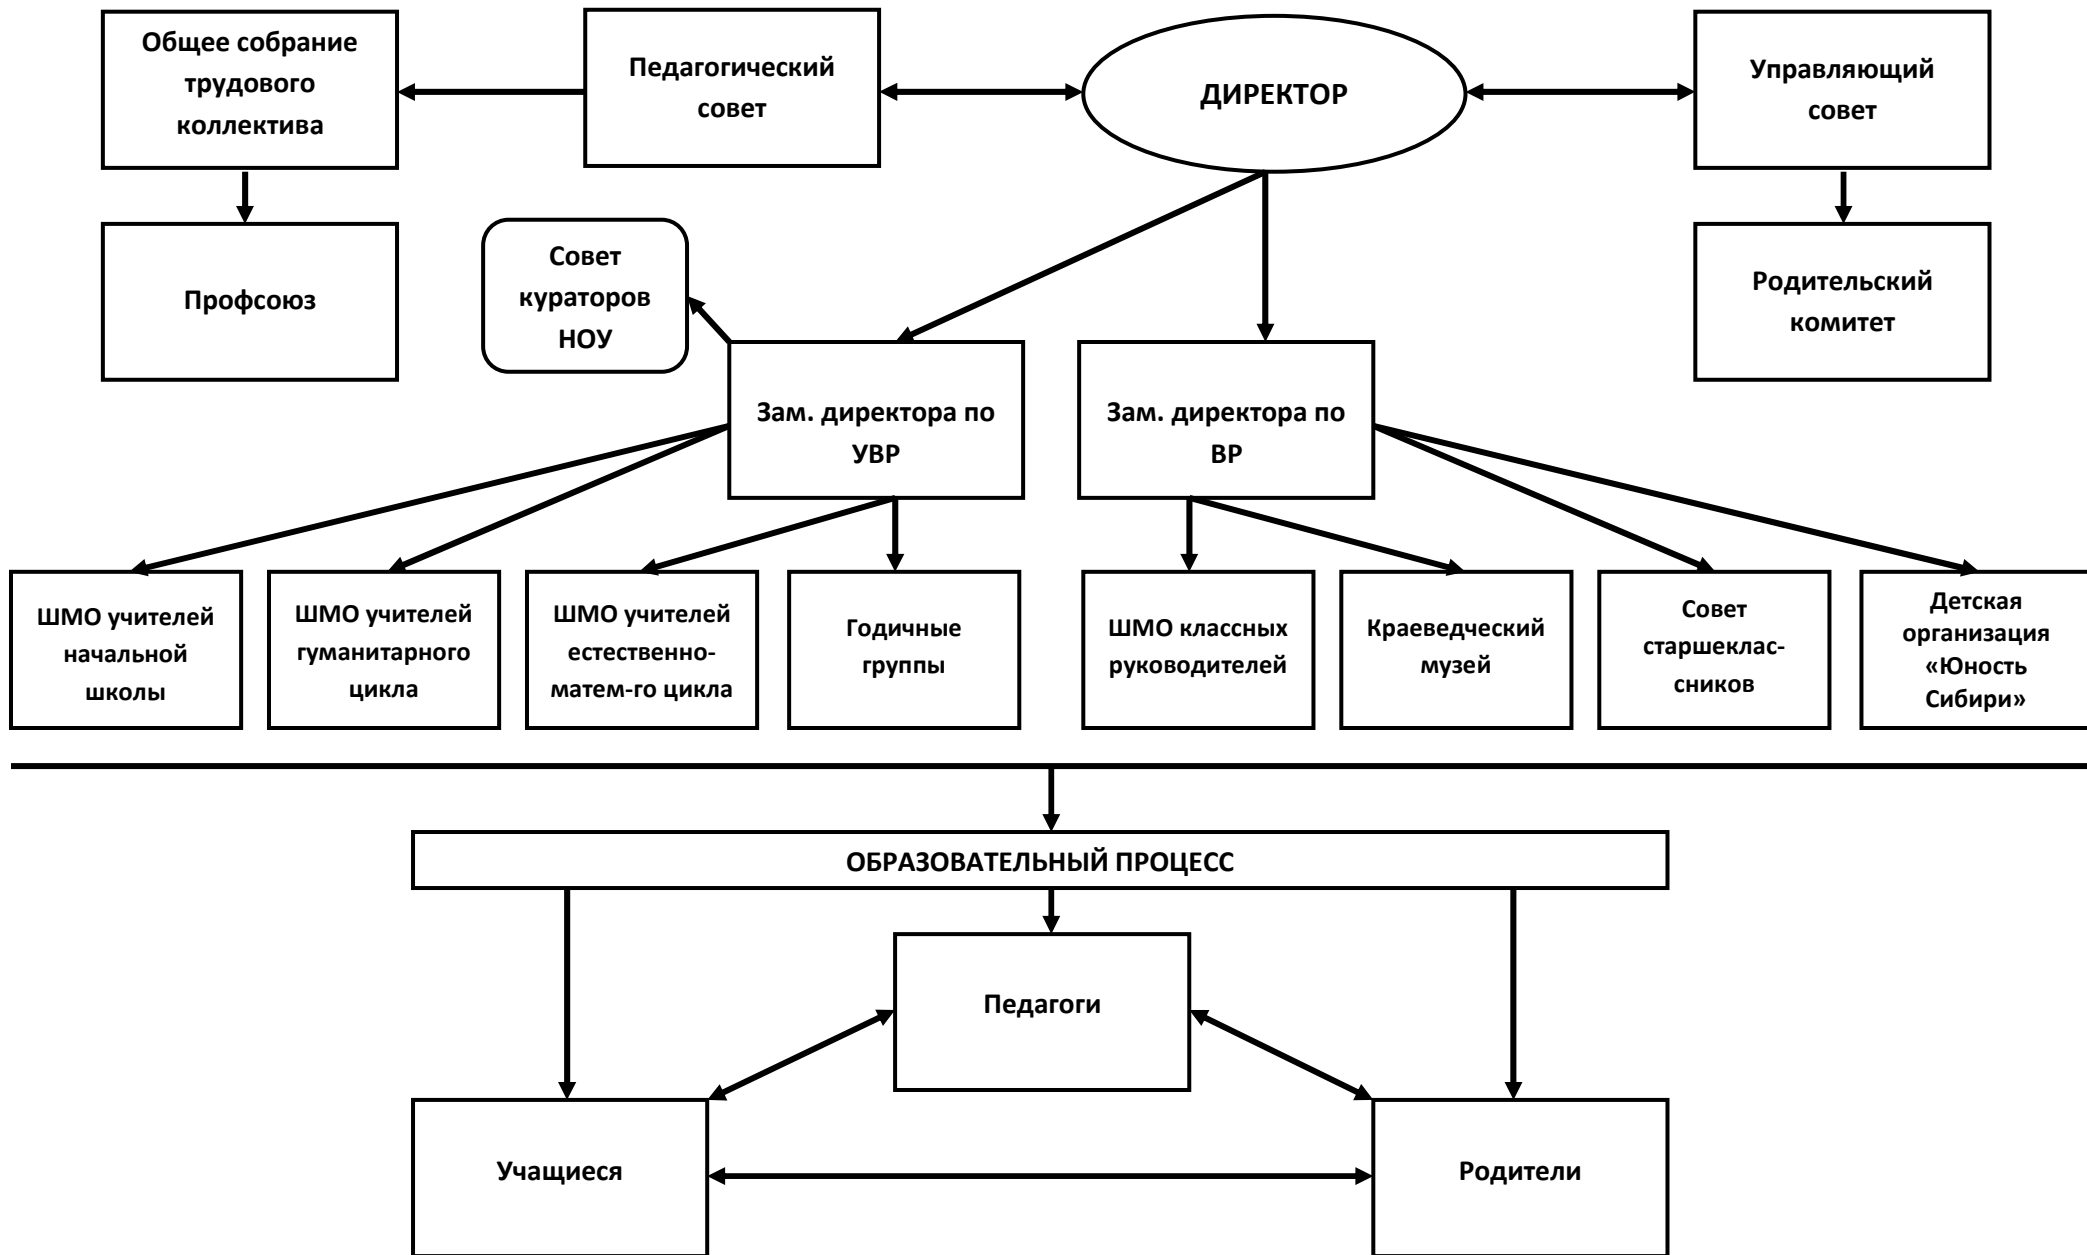 Общее собрание
трудового
коллектива
Педагогический
совет
ДИРЕКТОР
Управляющий
совет
Профсоюз
Совет
кураторов
НОУ
Родительский
комитет
Зам. директора по
УВР
Зам. директора по
ВР
ШМО учителей
начальной
школы
ШМО учителей
гуманитарного
цикла
ШМО учителей
естественно-
матем-го цикла
Годичные
группы
ШМО классных
руководителей
Краеведческий
музей
Совет
старшеклас-
сников
Детская
организация
«Юность
Сибири»
ОБРАЗОВАТЕЛЬНЫЙ ПРОЦЕСС
Педагоги
Учащиеся
Родители